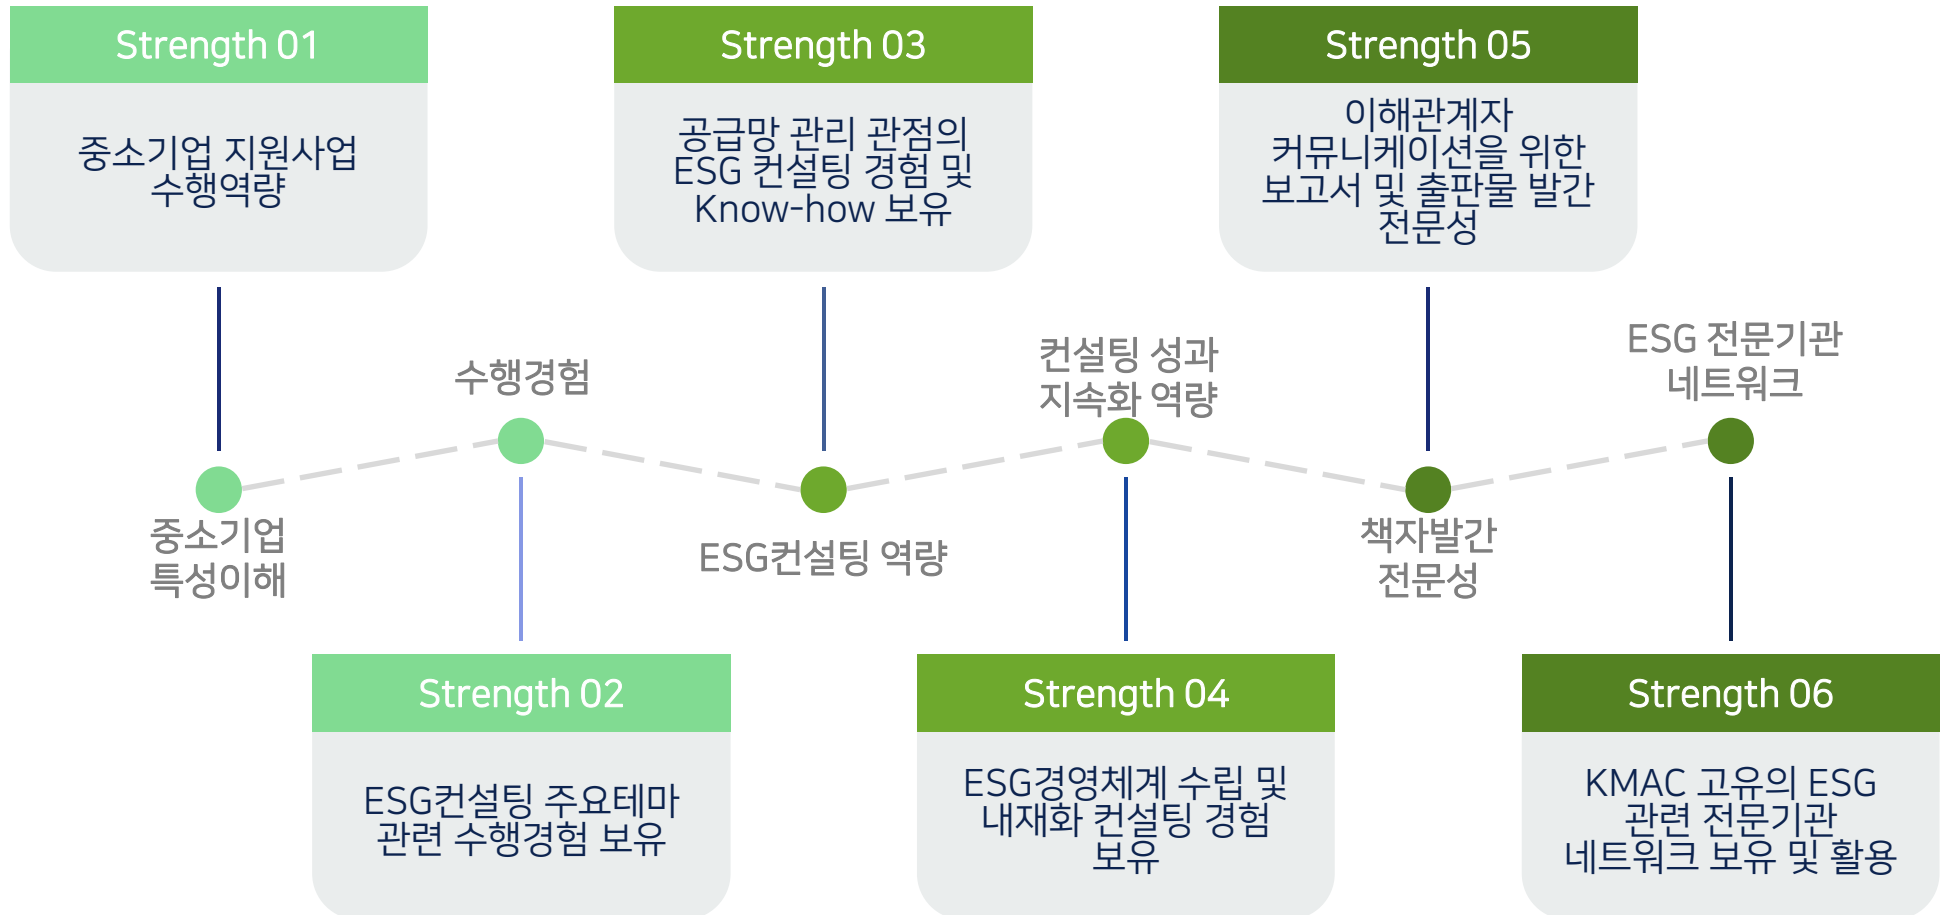 Strength 01
중소기업 지원사업
수행역량
Strength 03
공급망 관리 관점의
ESG 컨설팅 경험 및
Know-how 보유
Strength 05
이해관계자
커뮤니케이션을 위한
보고서 및 출판물 발간
전문성
중소기업
특성이해
수행경험
ESG컨설팅 역량
컨설팅 성과
지속화 역량
책자발간
전문성
ESG 전문기관
네트워크
Strength 02
ESG컨설팅 주요테마
관련 수행경험 보유
Strength 04
ESG경영체계 수립 및
내재화 컨설팅 경험
보유
Strength 06
KMAC 고유의 ESG
관련 전문기관
네트워크 보유 및 활용